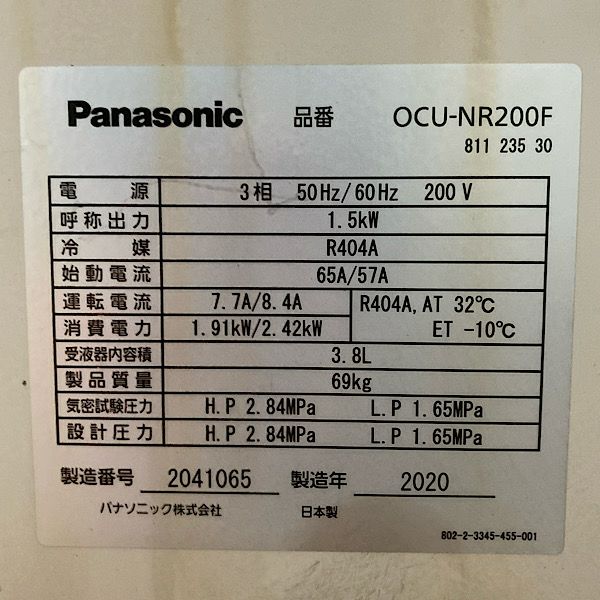 Panasonic 品番 OCU-NR200F
811 235 30
電源 3相 50Hz/60Hz 200V
呼称出力 1.5kW
冷媒 R404A
始動電流 65A/57A
運転電流 7.7A/8.4A R404A, AT 32℃
消費電力 1.91kW/2.42kW ET -10℃
受液器内容積 3.8L
製品質量 69kg
気密試験圧力 H.P 2.84MPa L.P 1.65MPa
設計圧力 H.P 2.84MPa L.P 1.65MPa
製造番号 2041065 製造年 2020
パナソニック株式会社 日本製
802-2-3345-455-001